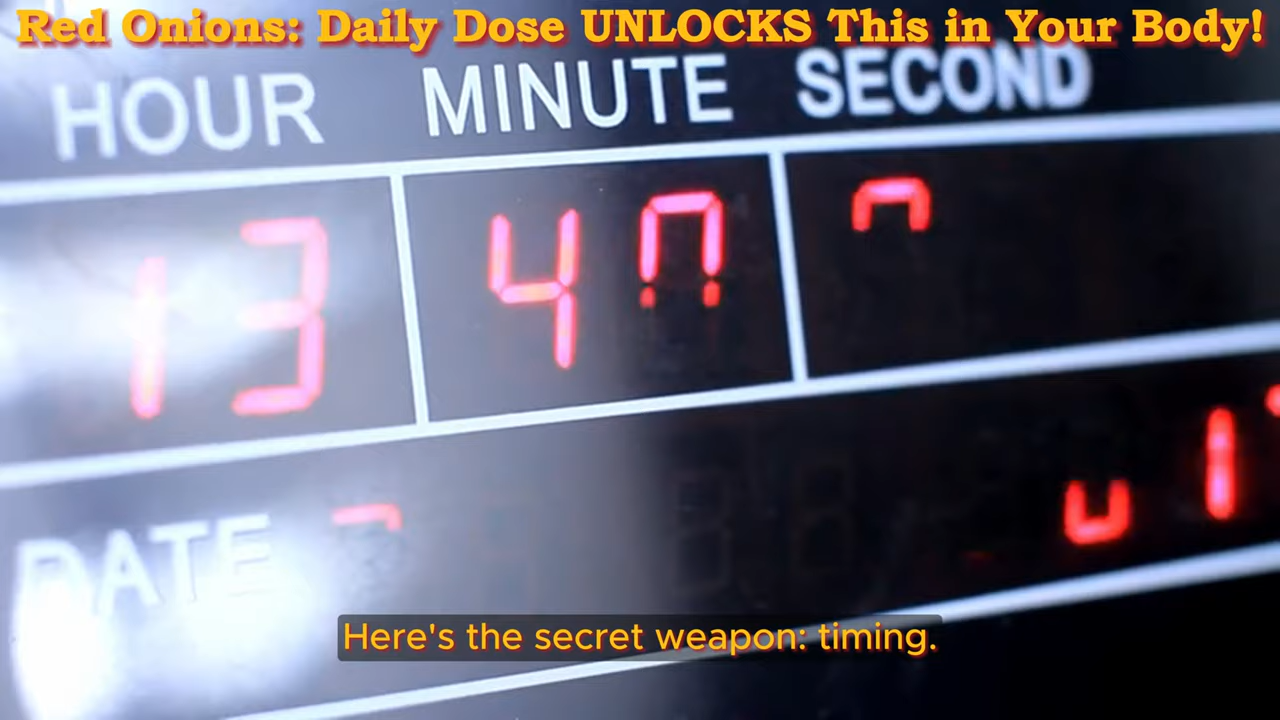 Red Onions: Daily Dose UNLOCKS This in Your Body!
HOUR MINUTE SECOND
13 4
DATE
Here's the secret weapon: timing.